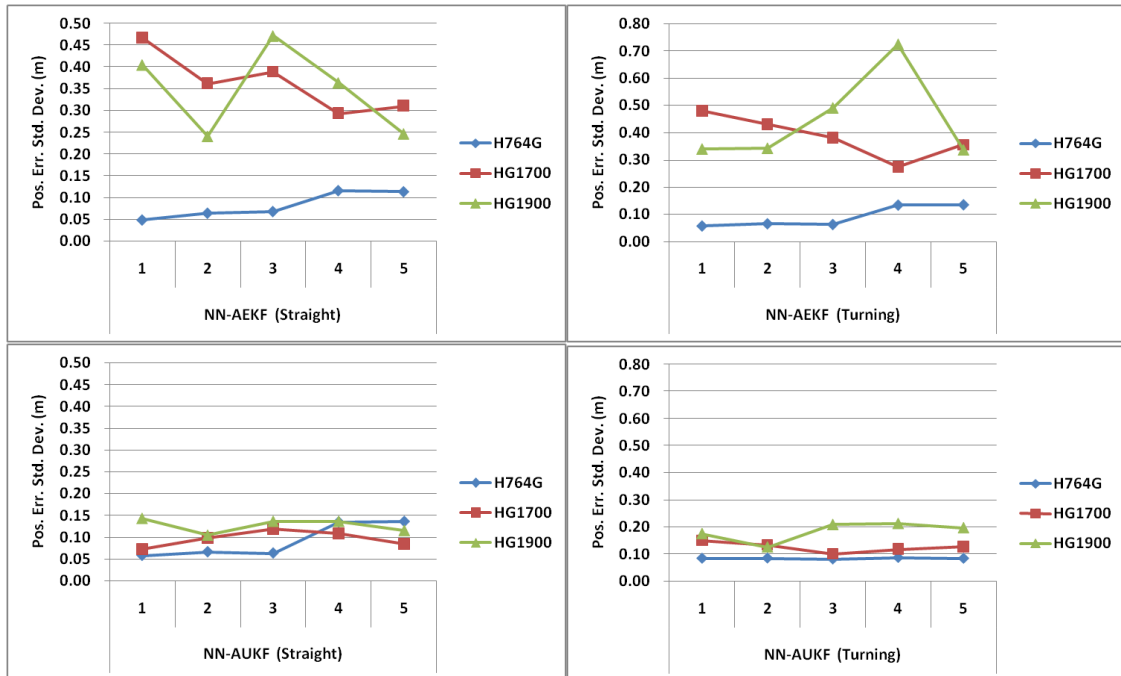 Pos. Err. Std. Dev. (m)
0.50
0.45
0.40
0.35
0.30
0.25
0.20
0.15
0.10
0.05
0.00
1 2 3 4 5
NN-AEKF (Straight)
H764G
HG1700
HG1900
Pos. Err. Std. Dev. (m)
0.80
0.70
0.60
0.50
0.40
0.30
0.20
0.10
0.00
1 2 3 4 5
NN-AEKF (Turning)
H764G
HG1700
HG1900
Pos. Err. Std. Dev. (m)
0.50
0.45
0.40
0.35
0.30
0.25
0.20
0.15
0.10
0.05
0.00
1 2 3 4 5
NN-AUKF (Straight)
H764G
HG1700
HG1900
Pos. Err. Std. Dev. (m)
0.80
0.70
0.60
0.50
0.40
0.30
0.20
0.10
0.00
1 2 3 4 5
NN-AUKF (Turning)
H764G
HG1700
HG1900